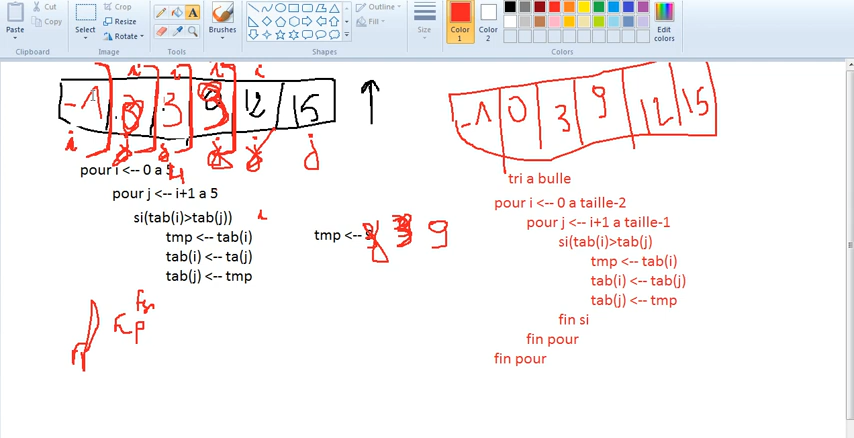 Cut
Crop
Outline
Copy
Resize
Fill
Paste
Select
Rotate
Brushes
Size
Color
1
Color
2
Edit
colors
Clipboard
Image
Tools
Shapes
Colors
i i i i
-1 3 12 15
i j
-1 0 3 9 12 15
pour i <-- 0 a 5
4
pour j <-- i+1 a 5
si(tab(i)>tab(j))
tmp <-- tab(i)
tab(i) <-- ta(j)
tab(j) <-- tmp
tmp <-- 9
tri a bulle
pour i <-- 0 a taille-2
pour j <-- i+1 a taille-1
si(tab(i)>tab(j)
tmp <-- tab(i)
tab(i) <-- tab(j)
tab(j) <-- tmp
fin si
fin pour
fin pour